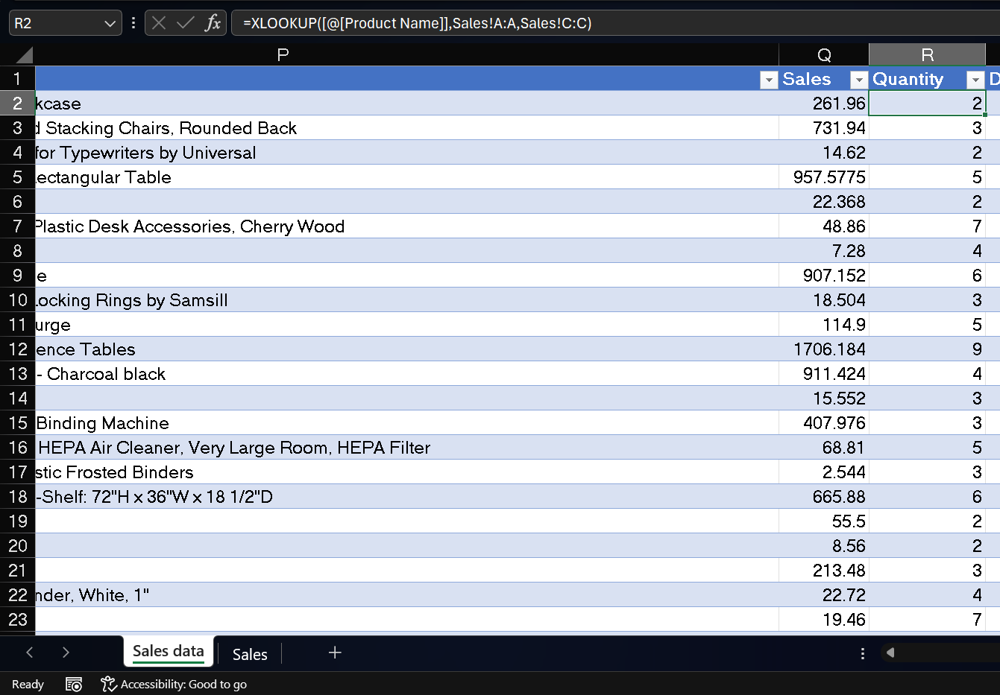 R2 fx =XLOOKUP([@[Product Name]],Sales!A:A,Sales!C:C)
P Q R
1 Sales Quantity D
2 kcase 261.96 2
3 d Stacking Chairs, Rounded Back 731.94 3
4 for Typewriters by Universal 14.62 2
5 ectangular Table 957.5775 5
6 22.368 2
7 Plastic Desk Accessories, Cherry Wood 48.86 7
8 7.28 4
9 e 907.152 6
10 ocking Rings by Samsill 18.504 3
11 urge 114.9 5
12 ence Tables 1706.184 9
13 - Charcoal black 911.424 4
14 15.552 3
15 Binding Machine 407.976 3
16 HEPA Air Cleaner, Very Large Room, HEPA Filter 68.81 5
17 stic Frosted Binders 2.544 3
18 -Shelf: 72"H x 36"W x 18 1/2"D 665.88 6
19 55.5 2
20 8.56 2
21 213.48 3
22 nder, White, 1" 22.72 4
23 19.46 7
Sales data Sales
Ready Accessibility: Good to go